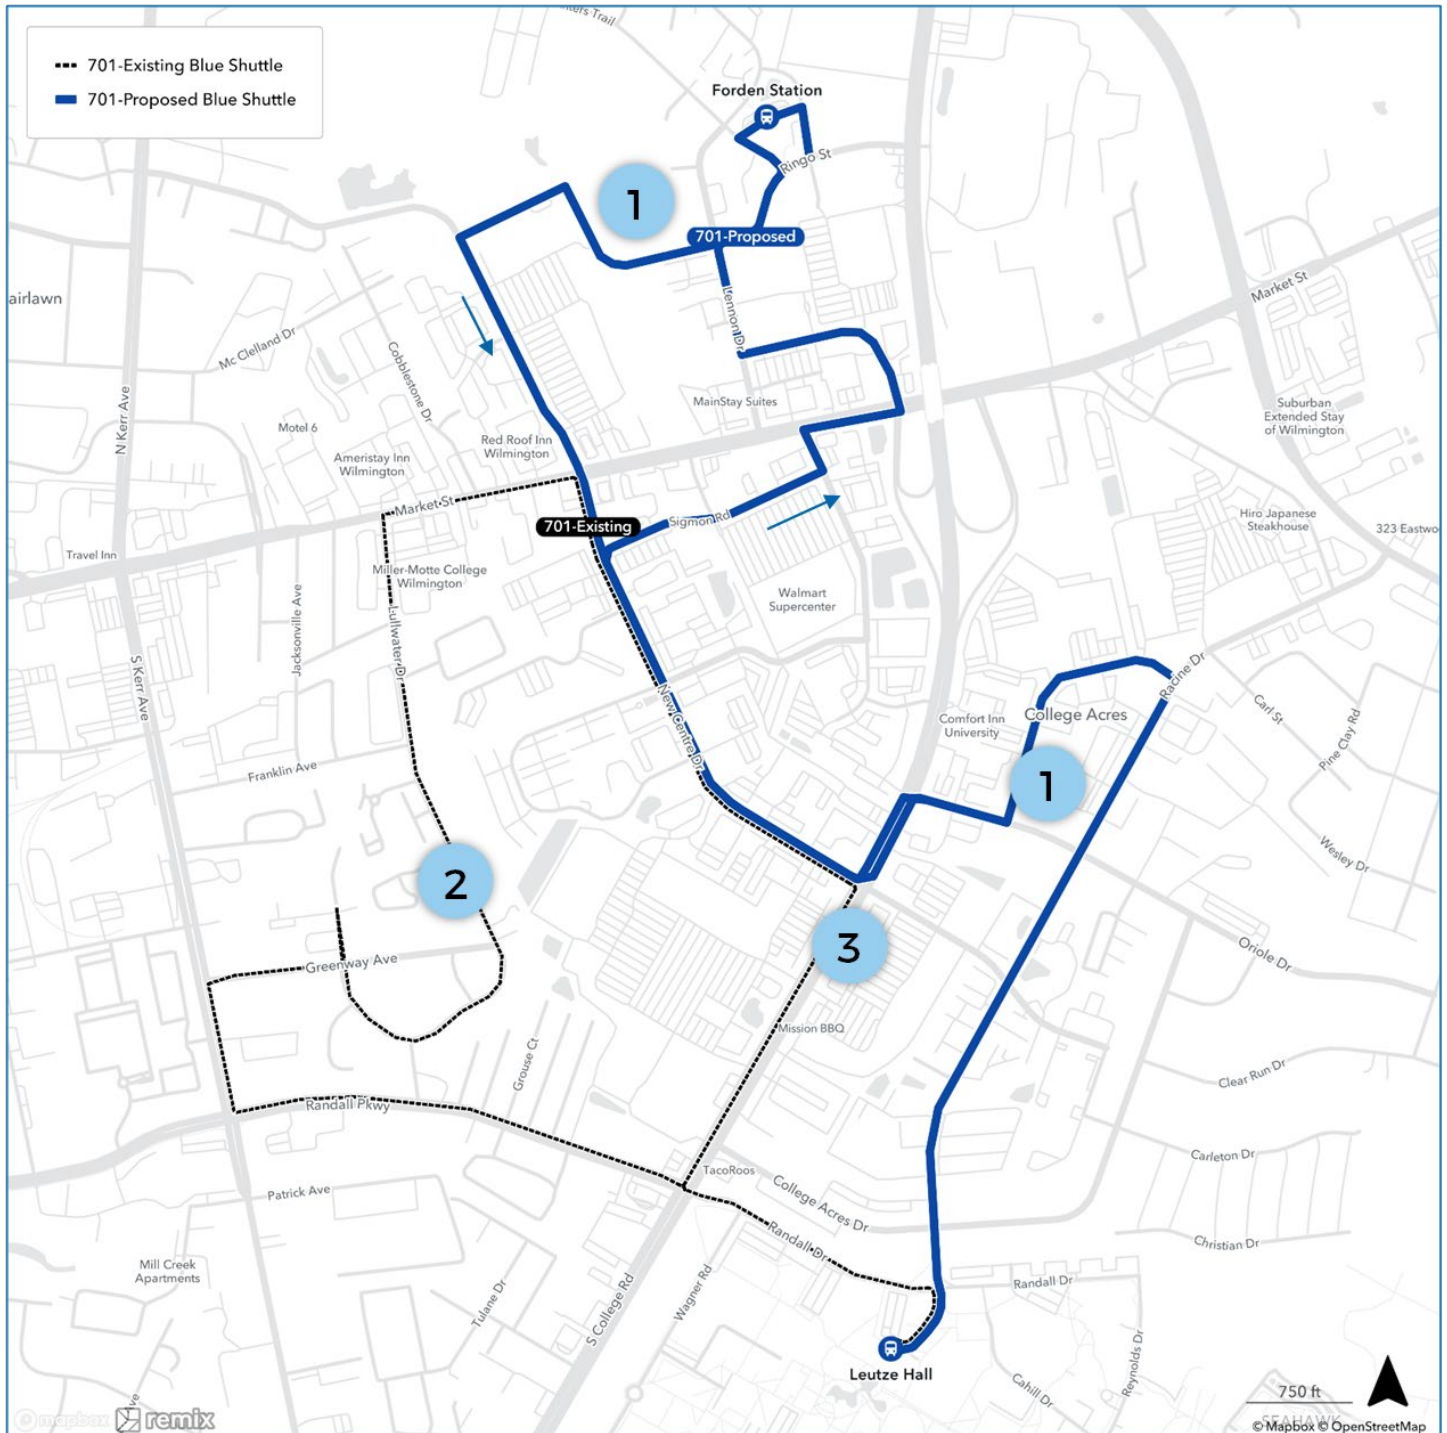 701-Existing Blue Shuttle
701-Proposed Blue Shuttle
Forden Station
Ringo St
1
701-Proposed
Lennon Dr
Market St
airlawn
Mc Clelland Dr
Cobblestone Dr
N Kerr Ave
MainStay Suites
Suburban
Extended Stay
of Wilmington
Motel 6
Red Roof Inn
Wilmington
Ameristay Inn
Wilmington
Market St
701-Existing
Sigmon Rd
Hiro Japanese
Steakhouse
323 Eastwo
Travel Inn
Miller-Motte College
Wilmington
Walmart
Supercenter
Jacksonville Ave
Lullwater Dr
S Kerr Ave
New Centre Dr
Racine Dr
Carl St
Comfort Inn
University
College Acres
Pine Clay Rd
Franklin Ave
1
Wesley Dr
2
3
Greenway Ave
Oriole Dr
Mission BBQ
Grouse Ct
Clear Run Dr
Randall Pkwy
TacoRoos
Carleton Dr
Patrick Ave
College Acres Dr
Randall Dr
Christian Dr
Mill Creek
Apartments
Randall Dr
Tulane Dr
S College Rd
Wagner Rd
Reynolds Dr
Leutze Hall
Cahill Dr
750 ft
SEAHAWK
mapbox remix
© Mapbox © OpenStreetMap